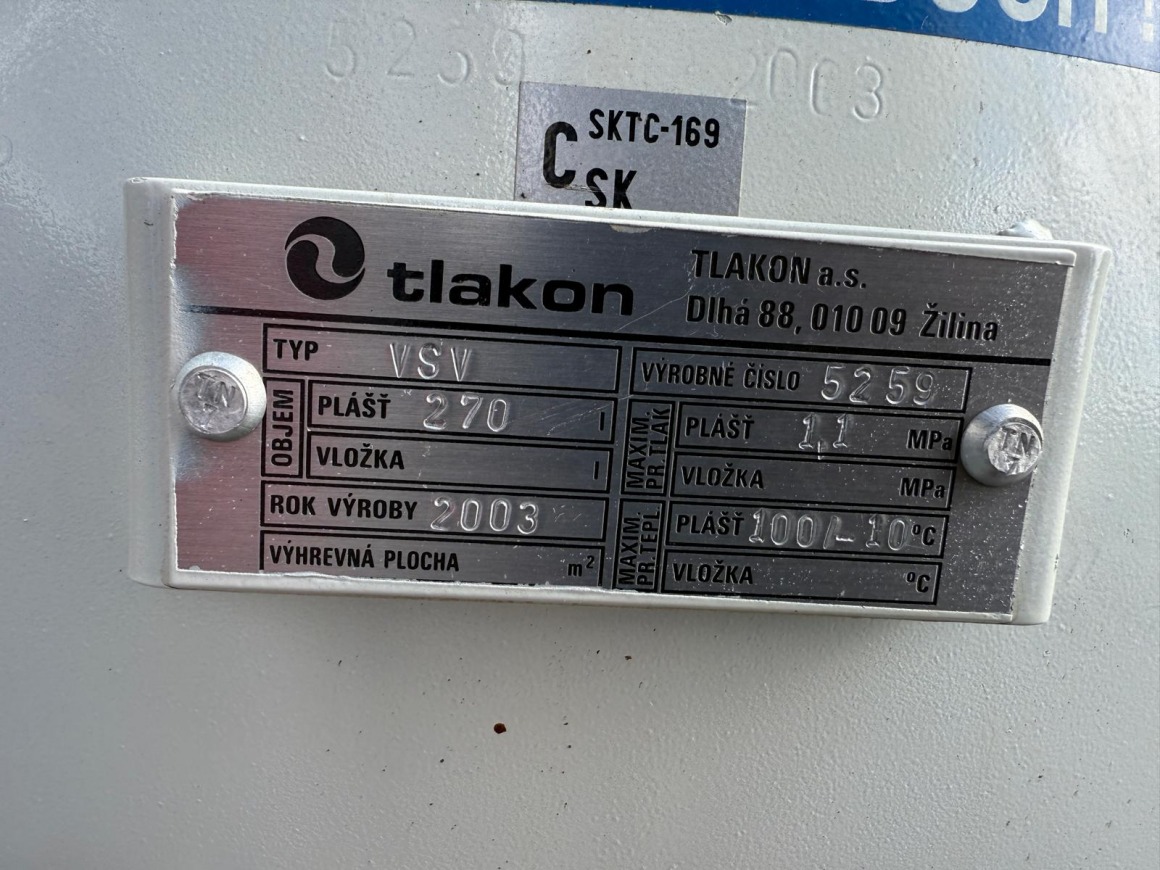 5259 2003
SKTC-169
C SK
tlakon
TLAKON a.s.
Dlhá 88, 010 09 Žilina
TYP VSV
VÝROBNÉ ČÍSLO 5259
OBJEM
PLÁŠŤ 270 l
VLOŽKA l
MAXIM. PR. TLAK
PLÁŠŤ 1,1 MPa
VLOŽKA MPa
ROK VÝROBY 2003
VÝHREVNÁ PLOCHA m²
MAXIM. PR. TEPL.
PLÁŠŤ 100/-10 ºC
VLOŽKA ºC
TN
TN